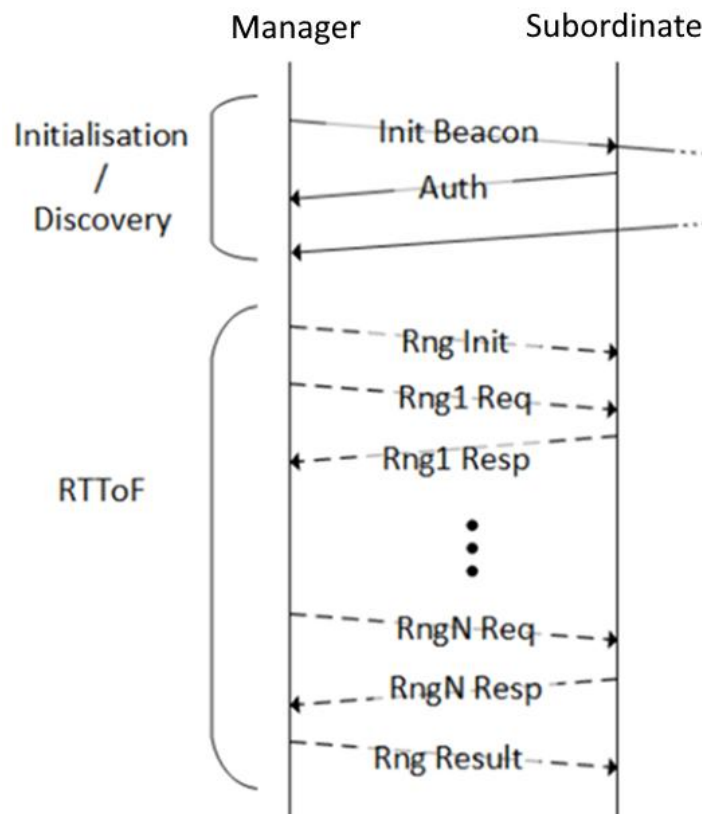 Manager
Subordinate
Initialisation
/
Discovery
Init Beacon
Auth
RTToF
Rng Init
Rng1 Req
Rng1 Resp
RngN Req
RngN Resp
Rng Result